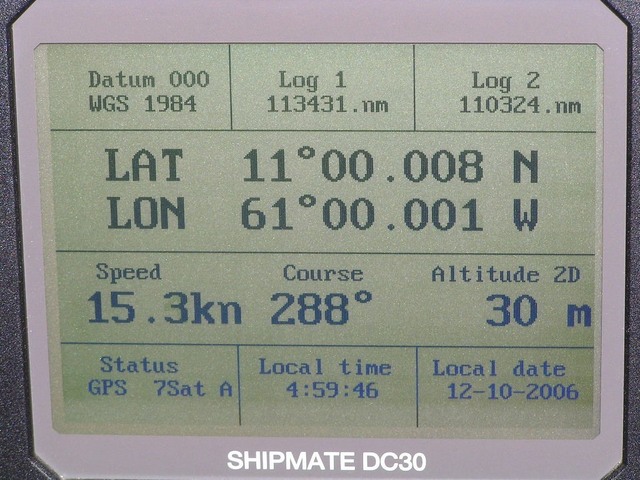 Datum 000 Log 1 Log 2
WGS 1984 113431.nm 110324.nm
LAT 11°00.008 N
LON 61°00.001 W
Speed Course Altitude 2D
15.3kn 288° 30 m
Status Local time Local date
GPS 7Sat A 4:59:46 12-10-2006
SHIPMATE DC30